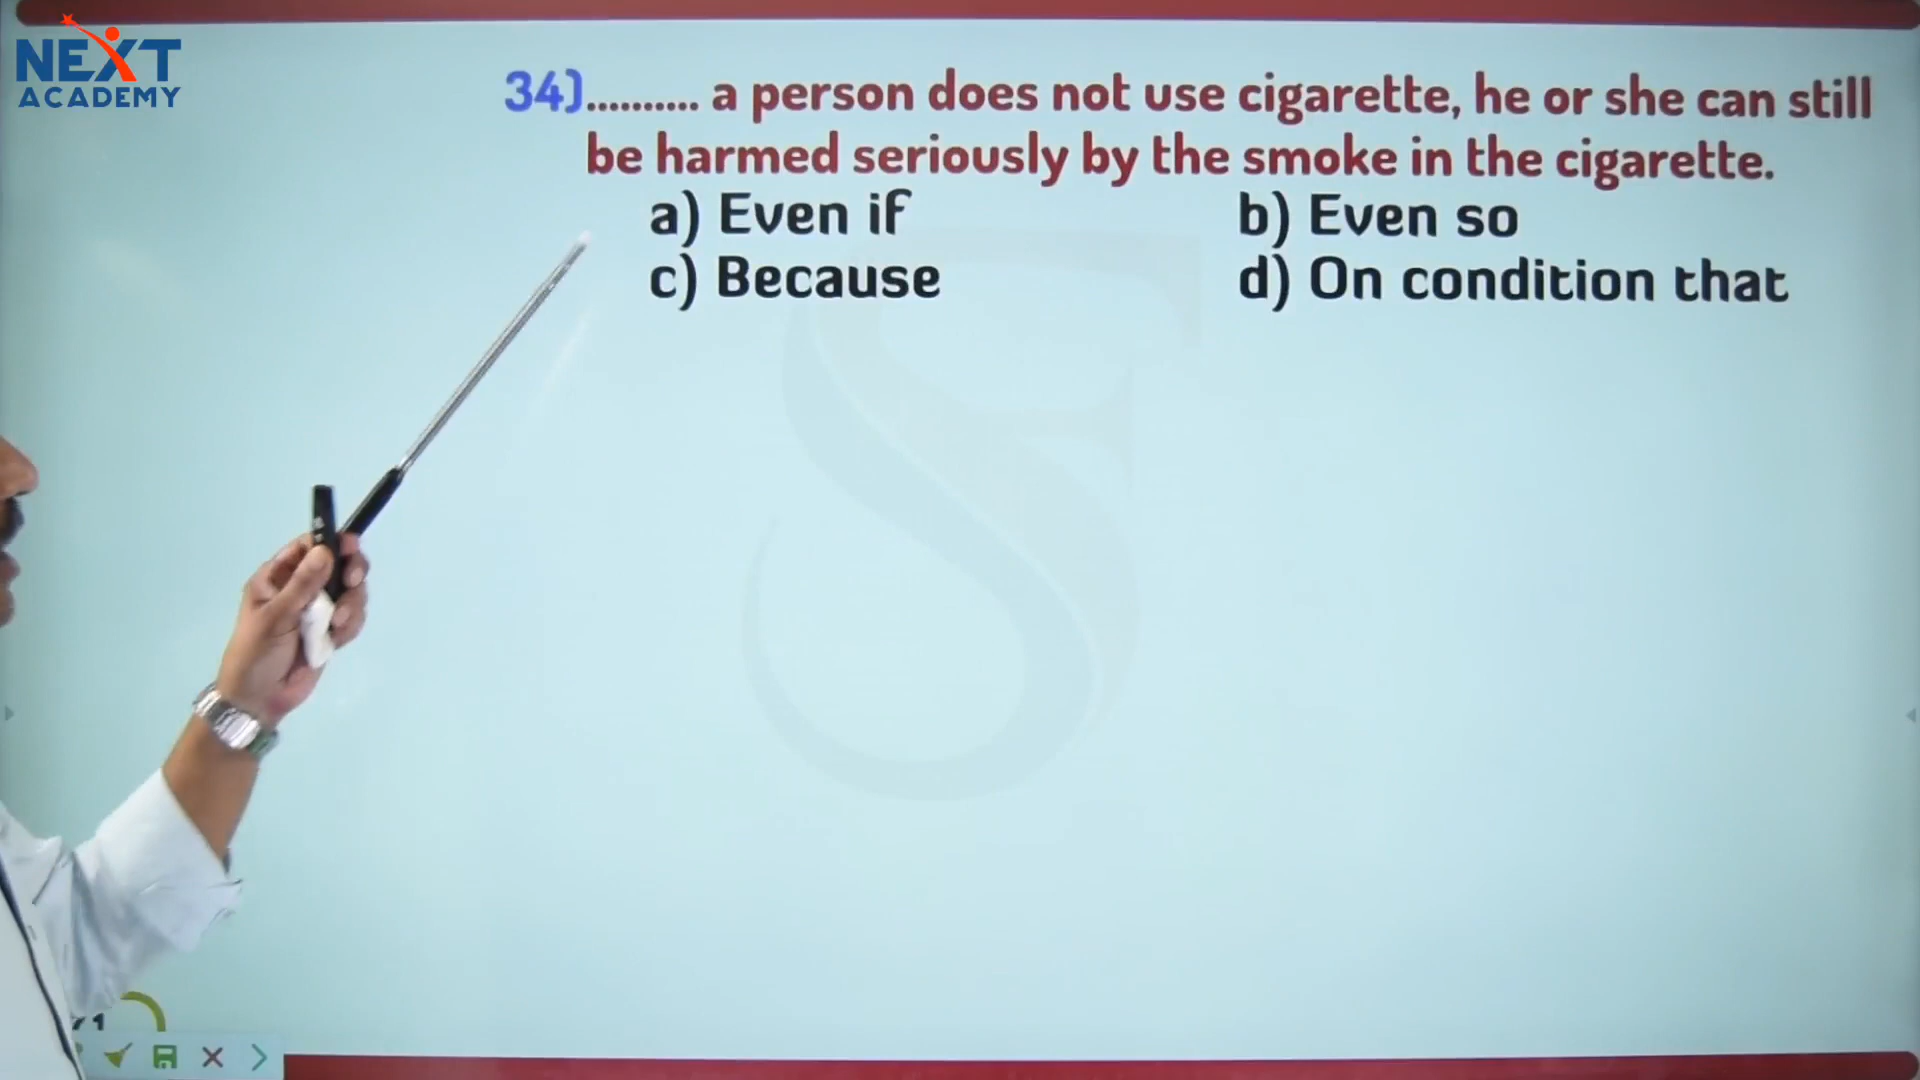 NEXT
ACADEMY
34).......... a person does not use cigarette, he or she can still
be harmed seriously by the smoke in the cigarette.
a) Even if
b) Even so
c) Because
d) On condition that